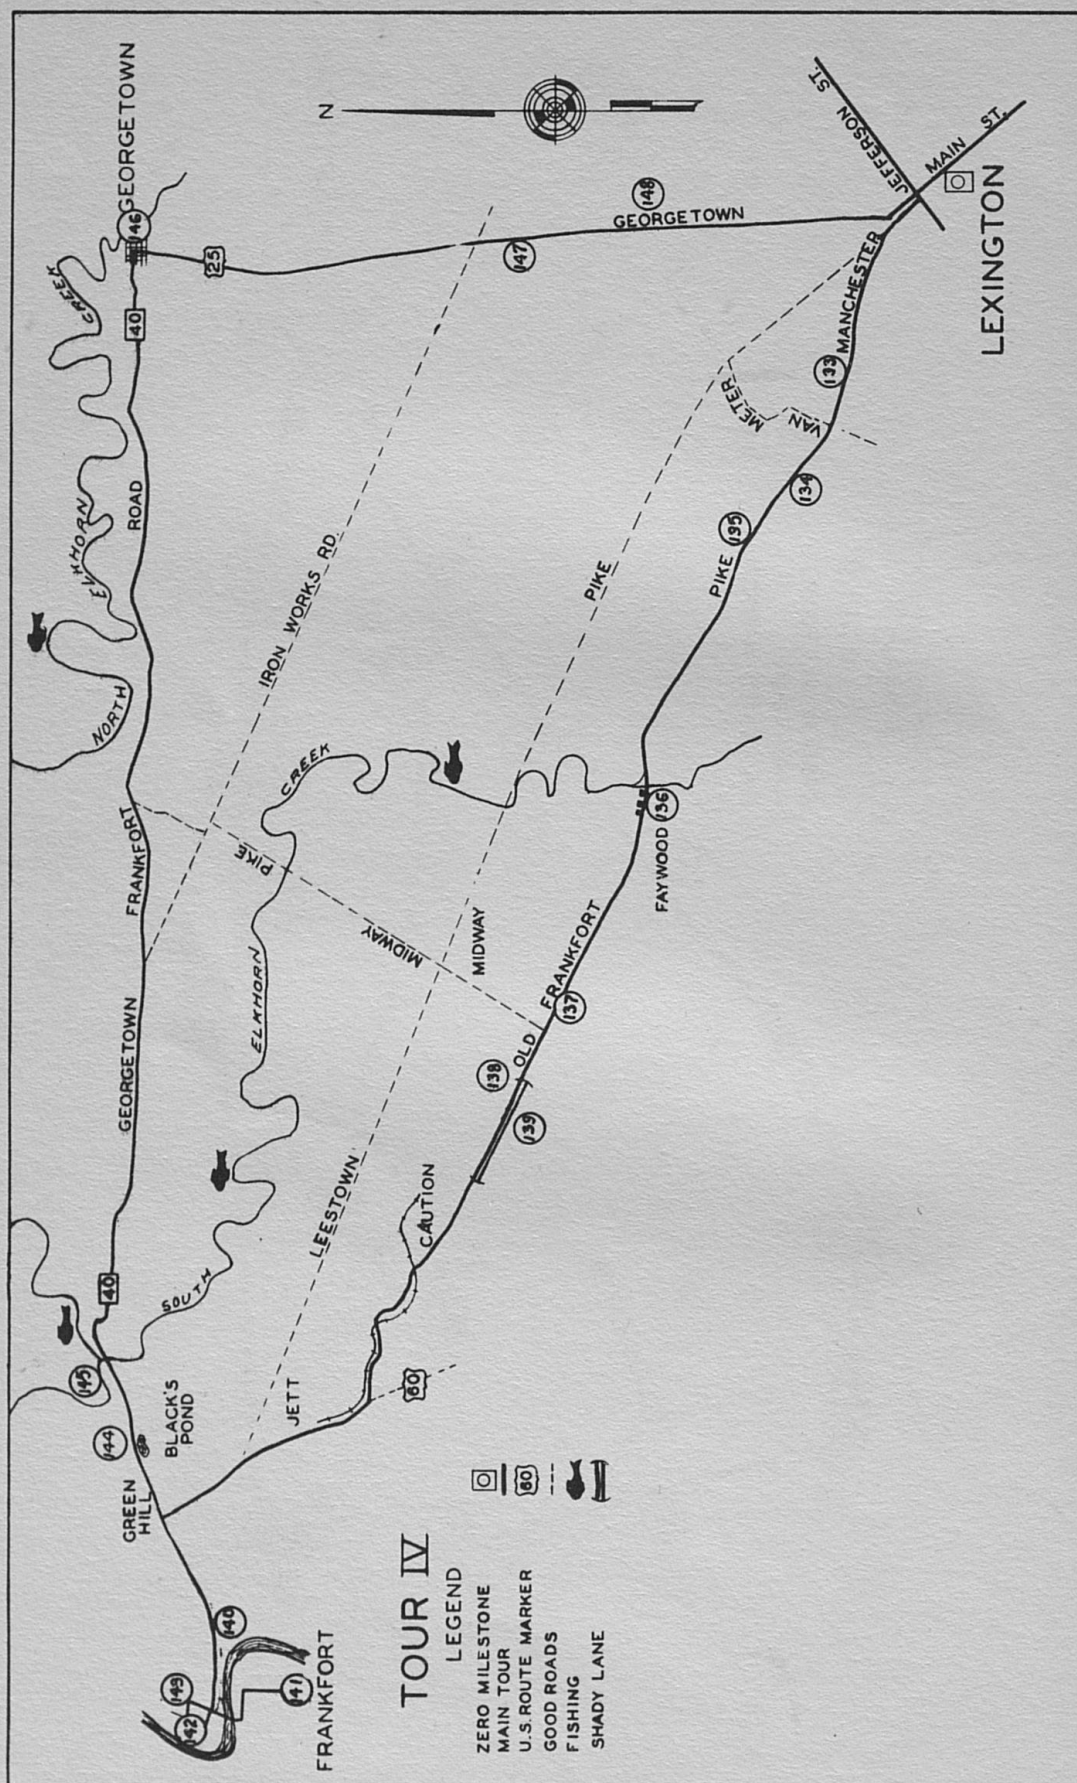 TOUR IV
LEGEND
ZERO MILESTONE
MAIN TOUR
U.S. ROUTE MARKER
60
GOOD ROADS
FISHING
SHADY LANE
FRANKFORT
140
141
142
143
GREEN
HILL
144
BLACK'S
POND
145
40
SOUTH
ELKHORN
CREEK
JETT
60
CAUTION
LEESTOWN
PIKE
GEORGETOWN
FRANKFORT
ROAD
40
NORTH
ELKHORN
CREEK
GEORGETOWN
146
125
147
148
GEORGETOWN
N
IRON WORKS RD.
MIDWAY
PIKE
MIDWAY
139
138
OLD
FRANKFORT
PIKE
137
FAYWOOD
136
135
134
133
VAN
METER
MANCHESTER
JEFFERSON ST.
MAIN ST.
LEXINGTON